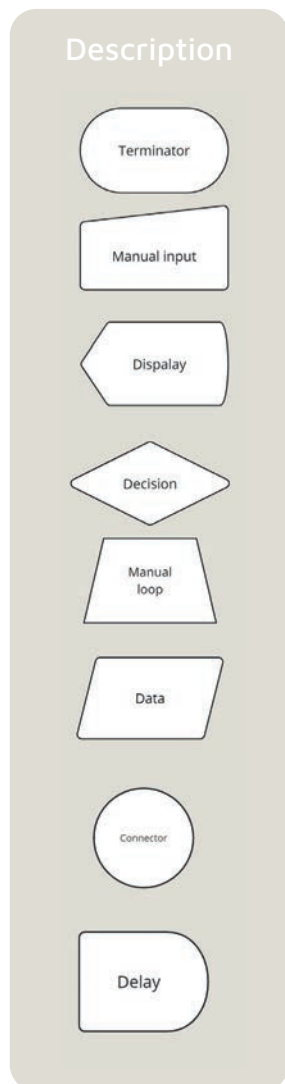 Description
Terminator
Manual input
Dispalay
Decision
Manual
loop
Data
Connector
Delay